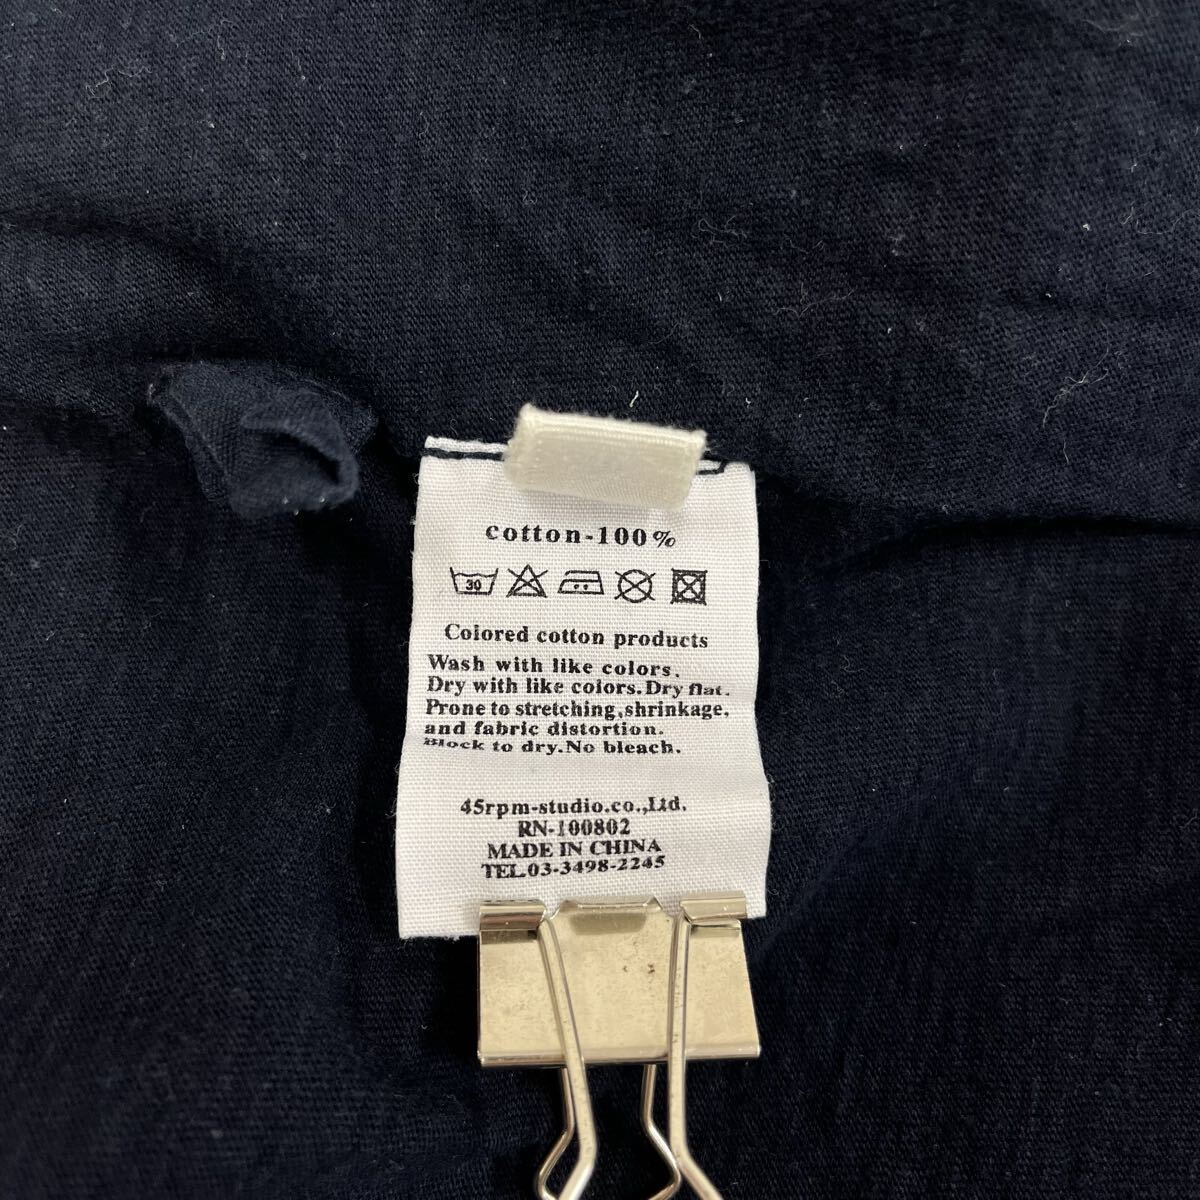 cotton-100%
30
Colored cotton products
Wash with like colors.
Dry with like colors. Dry flat.
Prone to stretching, shrinkage,
and fabric distortion.
Block to dry. No bleach.
45rpm-studio.co.,Ltd.
RN-100802
MADE IN CHINA
TEL.03-3498-2245